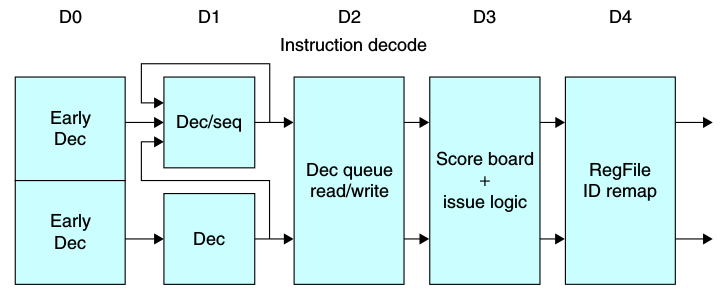 D0 D1 D2 D3 D4
Instruction decode
Early
Dec
Dec/seq
Early
Dec
Dec
Dec queue
read/write
Score board
+
issue logic
RegFile
ID remap